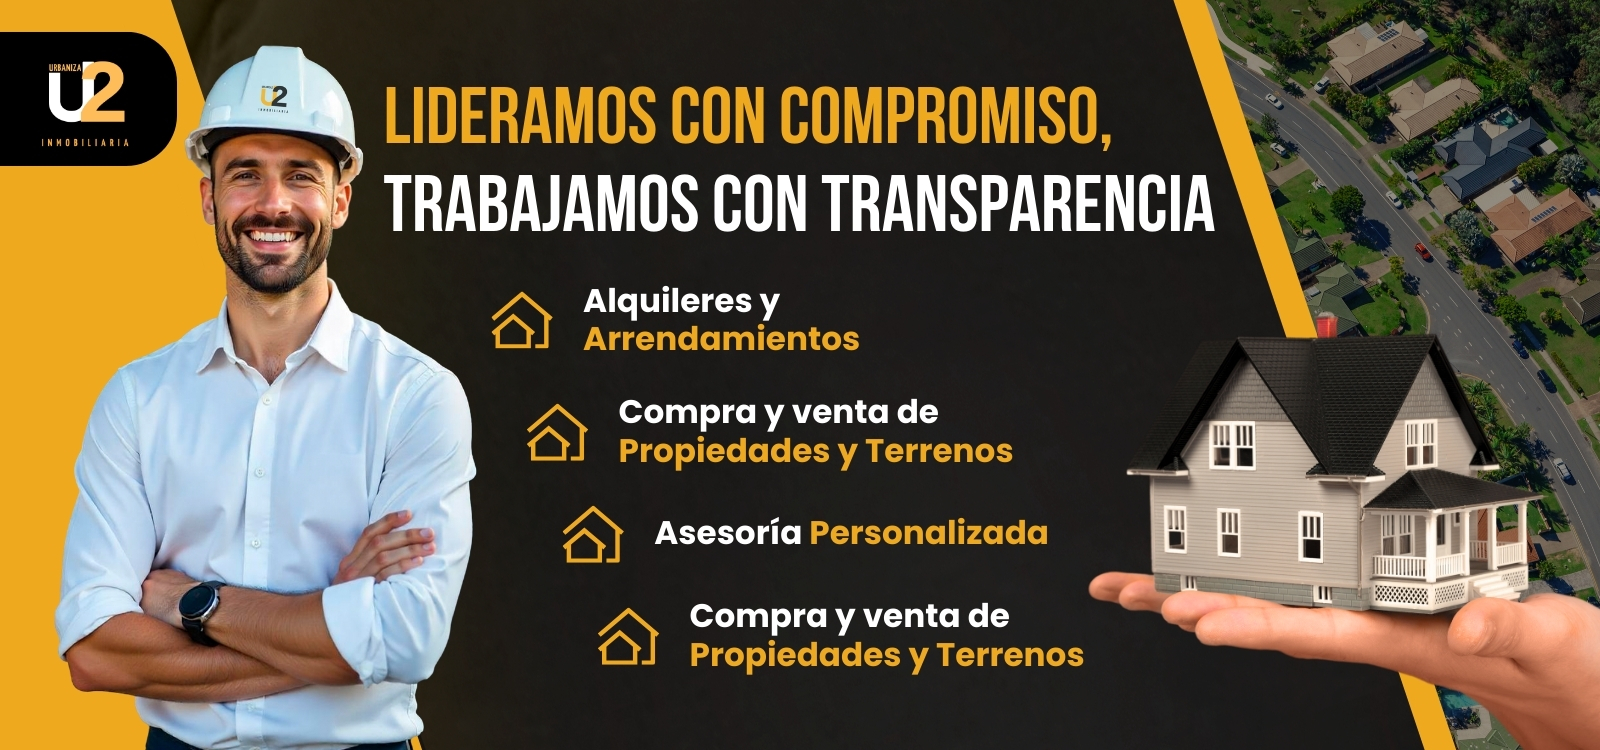 URBANIZA
U2
INMOBILIARIA
U2
LIDERAMOS CON COMPROMISO,
TRABAJAMOS CON TRANSPARENCIA
Alquileres y
Arrendamientos
Compra y venta de
Propiedades y Terrenos
Asesoría Personalizada
Compra y venta de
Propiedades y Terrenos